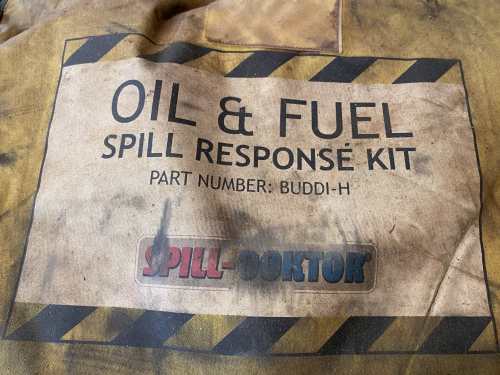 OIL & FUEL
SPILL RESPONSE KIT
PART NUMBER: BUDDI-H
SPILL-DOKTOR